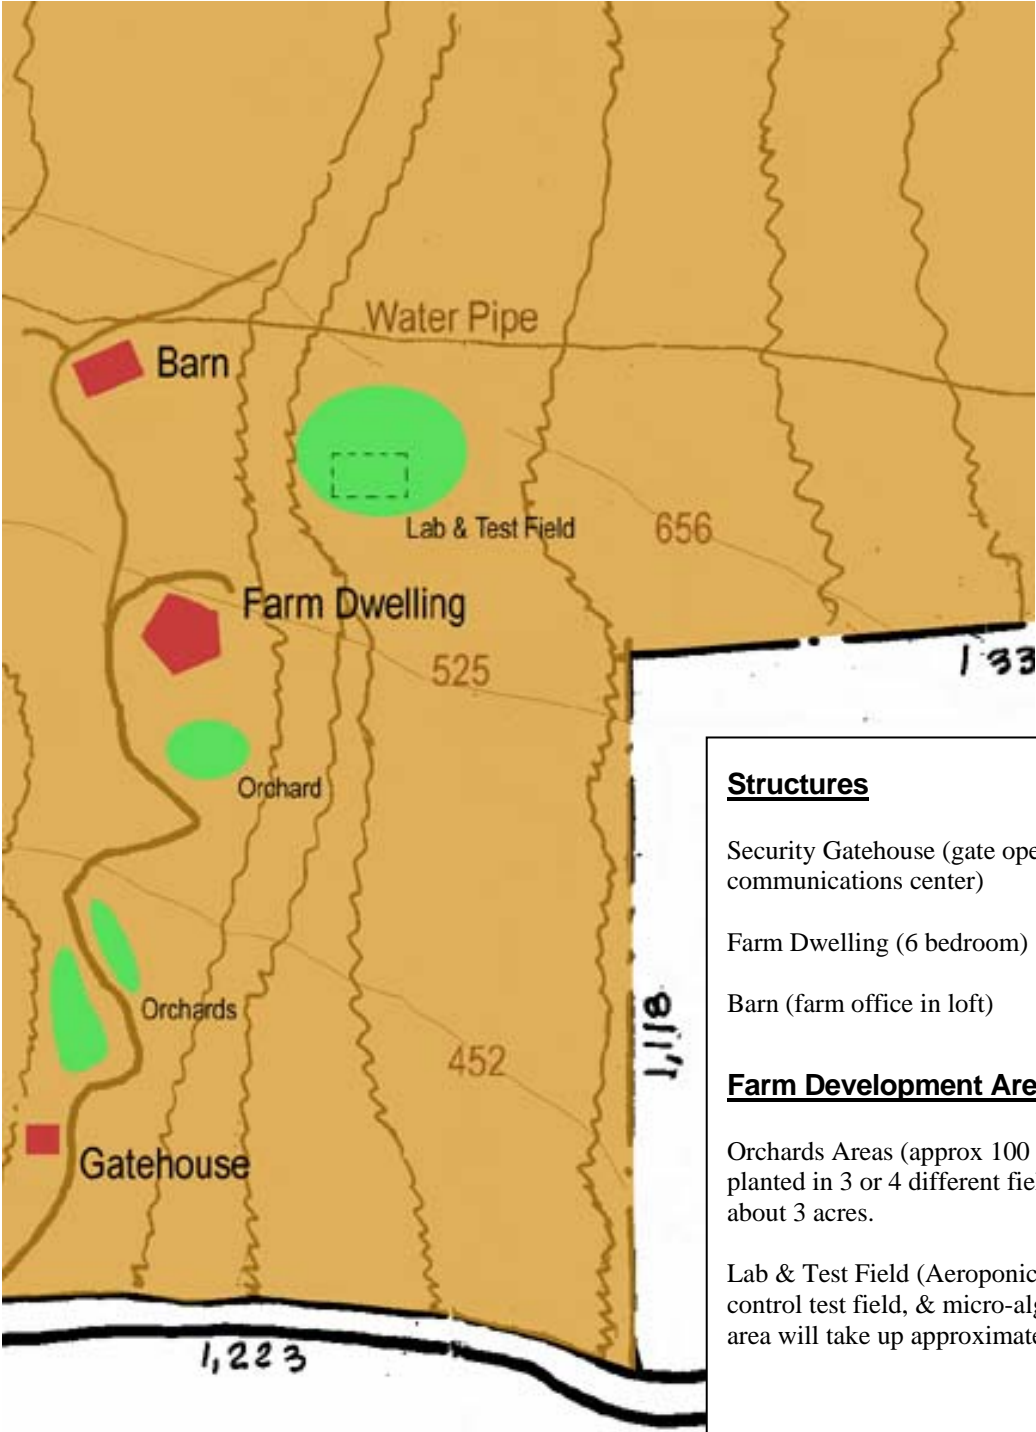 Water Pipe
Barn
Lab & Test Field
656
Farm Dwelling
525
1 33
Orchard
Structures
Security Gatehouse (gate ope
communications center)
Farm Dwelling (6 bedroom)
Barn (farm office in loft)
1,118
Orchards
452
Farm Development Are
Gatehouse
Orchards Areas (approx 100
planted in 3 or 4 different fiel
about 3 acres.
Lab & Test Field (Aeroponic
control test field, & micro-alg
area will take up approximate
1,223